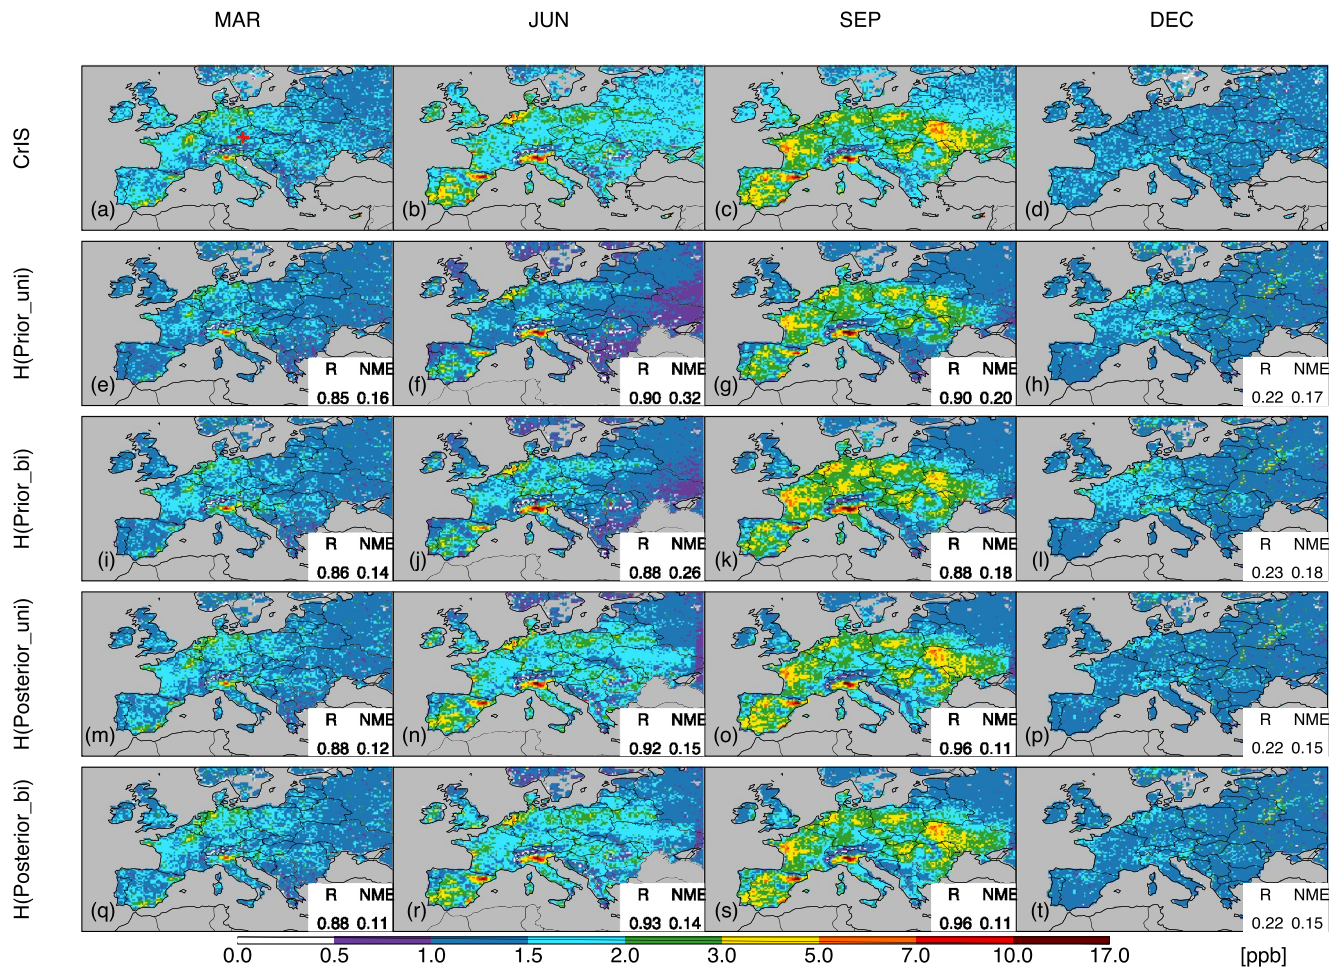 MAR JUN SEP DEC
CrIS
(a) (b) (c) (d)
H(Prior_uni)
R NME R NME R NME R NME
(e) (f) (g) (h)
0.85 0.16 0.90 0.32 0.90 0.20 0.22 0.17
H(Prior_bi)
R NME R NME R NME R NME
(i) (j) (k) (l)
0.86 0.14 0.88 0.26 0.88 0.18 0.23 0.18
H(Posterior_uni)
R NME R NME R NME R NME
(m) (n) (o) (p)
0.88 0.12 0.92 0.15 0.96 0.11 0.22 0.15
H(Posterior_bi)
R NME R NME R NME R NME
(q) (r) (s) (t)
0.88 0.11 0.93 0.14 0.96 0.11 0.22 0.15
0.0 0.5 1.0 1.5 2.0 3.0 5.0 7.0 10.0 17.0 [ppb]